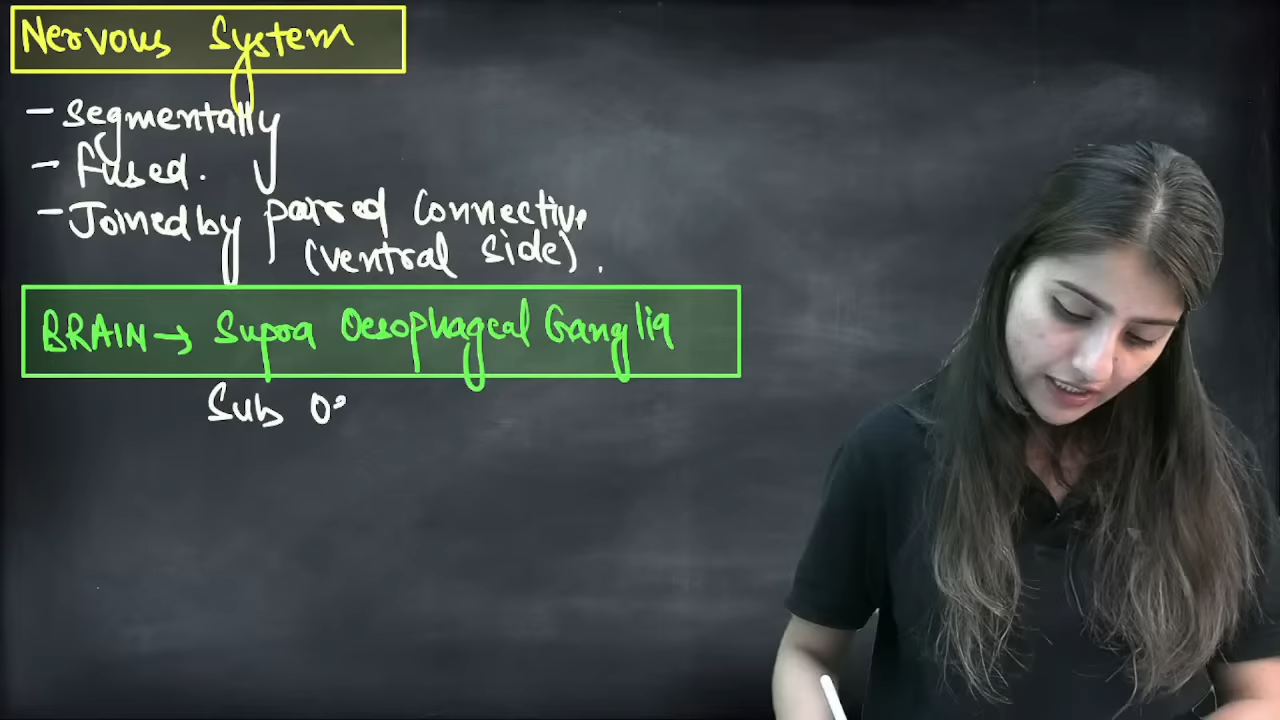 Nervous System
- Segmentally
- fused.
- Joined by paired Connective
(ventral side).
BRAIN → Supra Oesophageal Ganglia
Sub